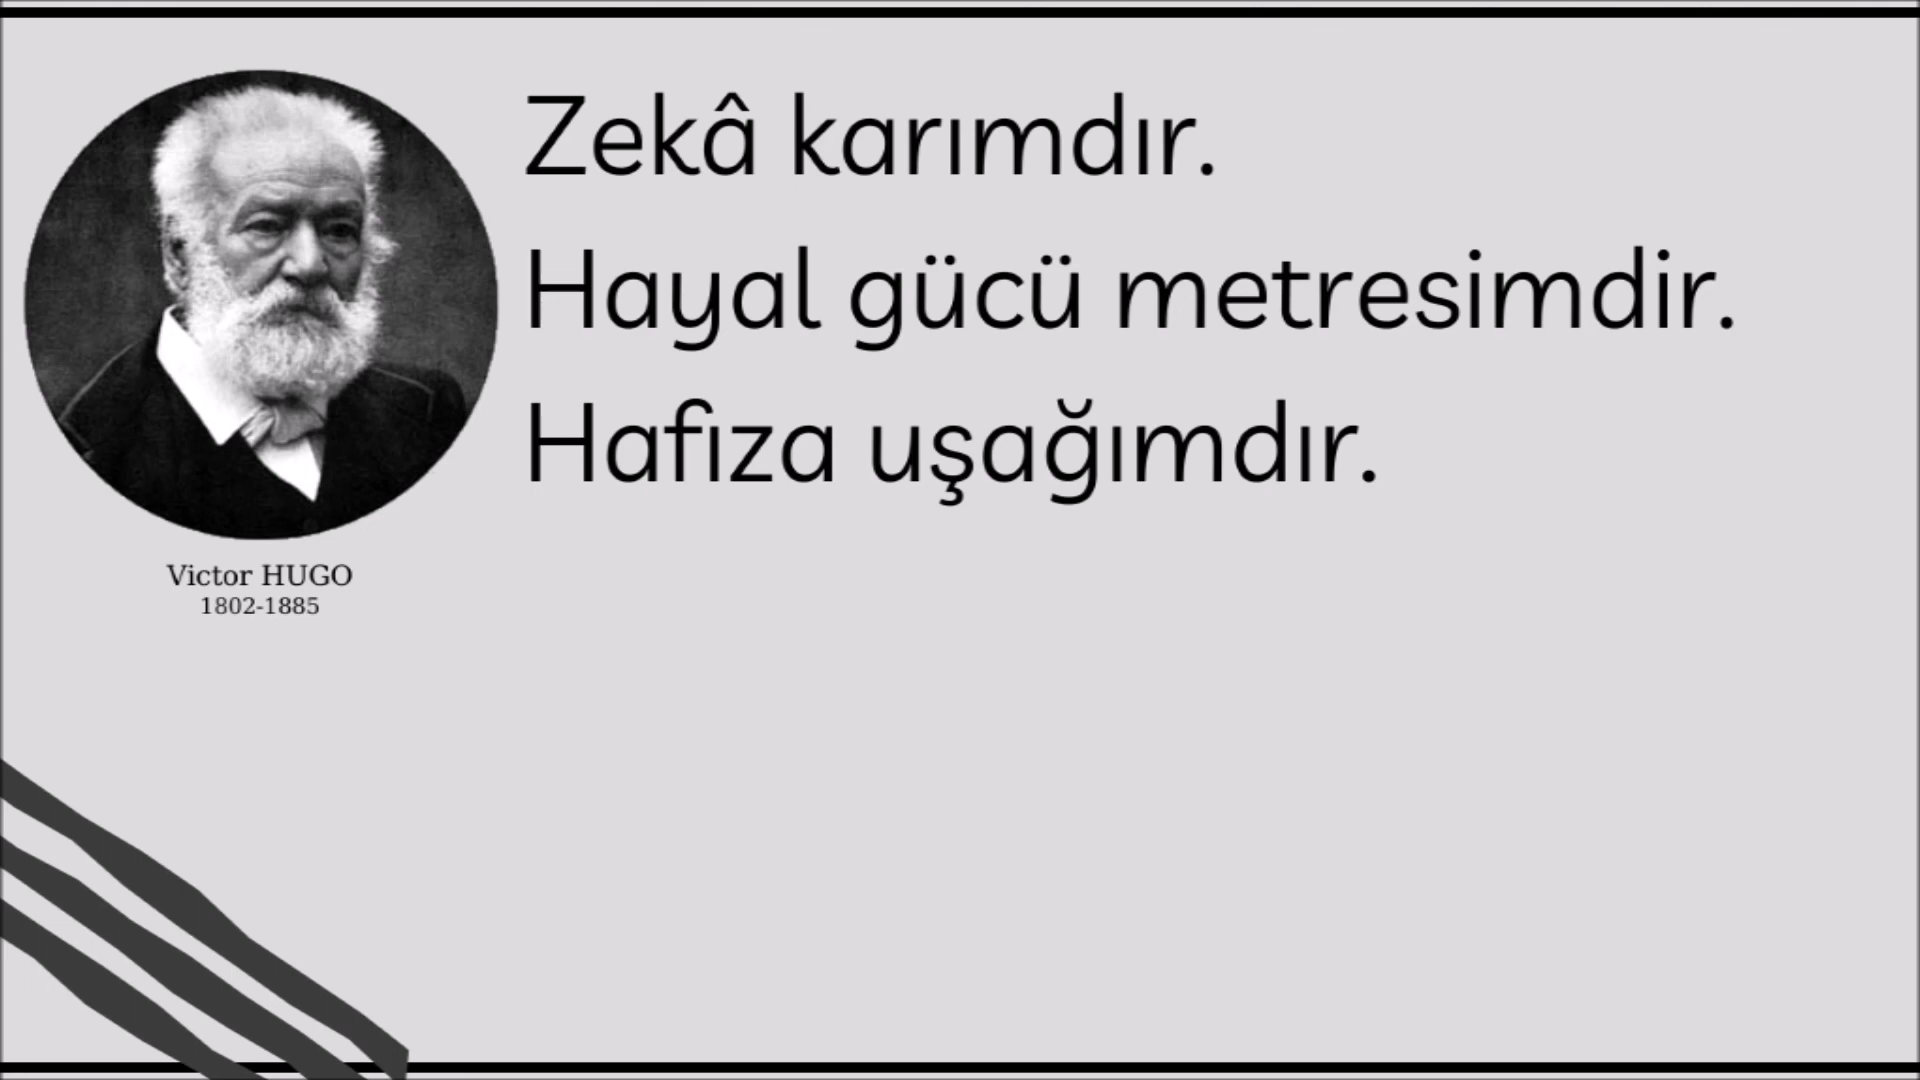 Zekâ karımdır.
Hayal gücü metresimdir.
Hafıza uşağımdır.
Victor HUGO
1802-1885